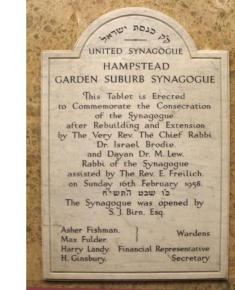 ק״ק כנסת ישראל
UNITED SYNAGOGUE
HAMPSTEAD
GARDEN SUBURB SYNAGOGUE
This Tablet is Erected
to Commemorate the Consecration
of the Synagogue
after Rebuilding and Extension
by The Very Rev. The Chief Rabbi
Dr. Israel Brodie.
and Dayan Dr. M. Lew.
Rabbi of the Synagogue
assisted by The Rev. E. Freilich.
on Sunday 16th February 1958.
כ״ו שבט התשי״ח
The Synagogue was opened by
S. J. Birn. Esq.
Asher Fishman. } Wardens
Max Fulder.
Harry Landy. Financial Representative
H. Ginsbury. Secretary